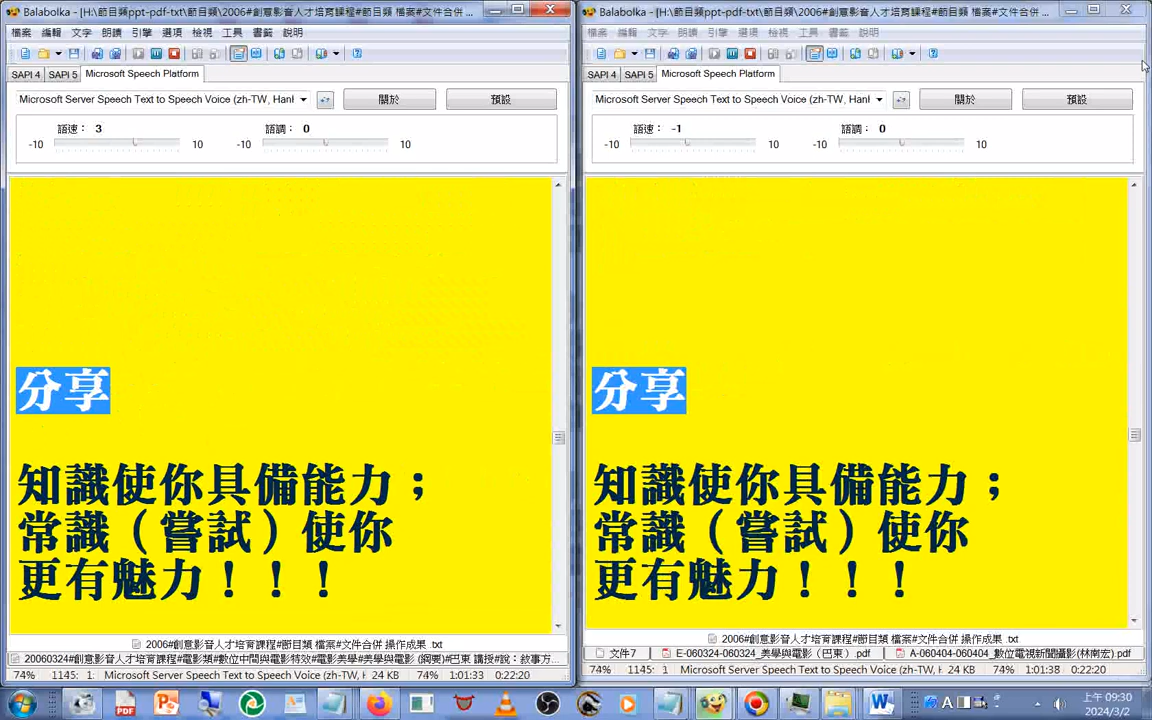 Balabolka - [H:\節目類ppt-pdf-txt\節目類\2006#創意影音人才培育課程#節目類 檔案#文件合併 ...
檔案 編輯 文字 朗讀 引擎 選項 檢視 工具 書籤 說明
SAPI 4 SAPI 5 Microsoft Speech Platform
Microsoft Server Speech Text to Speech Voice (zh-TW, Hanl
關於
預設
語速： 3 語調： 0
-10 10 -10 10
分享
知識使你具備能力；
常識（嘗試）使你
更有魅力！！！
2006#創意影音人才培育課程#節目類 檔案#文件合併 操作成果 .txt
20060324#創意影音人才培育課程#電影類#數位中間與電影特效#電影美學#美學與電影 (綱要)#巴東 講授#說：敘事方...
74% 1145: 1: Microsoft Server Speech Text to Speech Voice (zh-TW, H 24 KB 74% 1:01:33 0:22:20
Balabolka - [H:\節目類ppt-pdf-txt\節目類\2006#創意影音人才培育課程#節目類 檔案#文件合併 ...
檔案 編輯 文字 朗讀 引擎 選項 檢視 工具 書籤 說明
SAPI 4 SAPI 5 Microsoft Speech Platform
Microsoft Server Speech Text to Speech Voice (zh-TW, Hanl
關於
預設
語速： -1 語調： 0
-10 10 -10 10
分享
知識使你具備能力；
常識（嘗試）使你
更有魅力！！！
2006#創意影音人才培育課程#節目類 檔案#文件合併 操作成果 .txt
文件7 E-060324-060324_美學與電影（巴東）.pdf A-060404-060404_數位電視新聞攝影(林南宏).pdf
74% 1145: 1 Microsoft Server Speech Text to Speech Voice (zh-TW, H 24 KB 74% 1:01:38 0:22:20
上午 09:30
2024/3/2